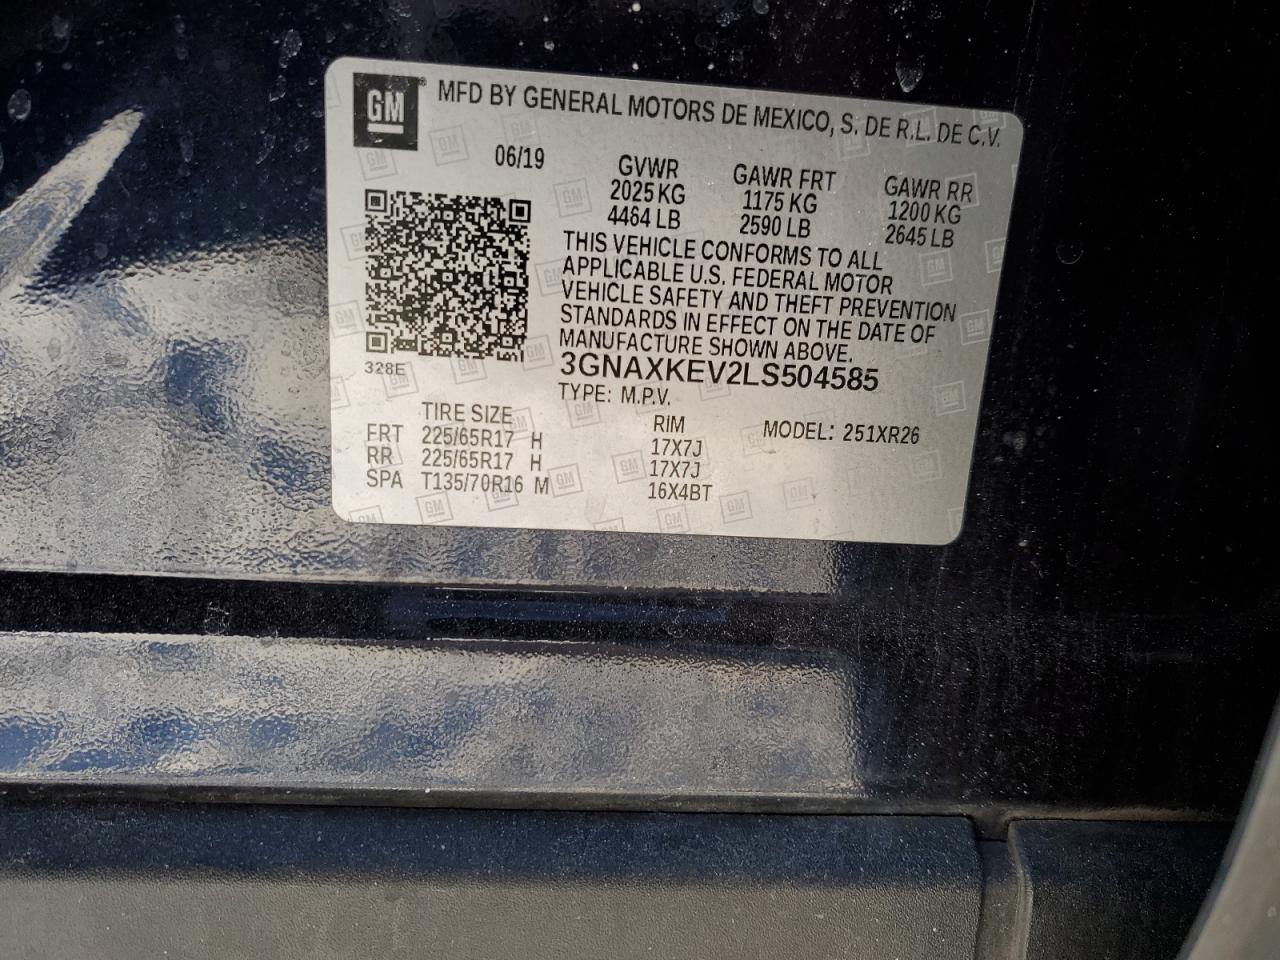 GM® MFD BY GENERAL MOTORS DE MEXICO, S. DE R.L. DE C.V.
06/19 GVWR GAWR FRT GAWR RR
2025 KG 1175 KG 1200 KG
4464 LB 2590 LB 2645 LB
THIS VEHICLE CONFORMS TO ALL
APPLICABLE U.S. FEDERAL MOTOR
VEHICLE SAFETY AND THEFT PREVENTION
STANDARDS IN EFFECT ON THE DATE OF
MANUFACTURE SHOWN ABOVE.
328E 3GNAXKEV2LS504585
TYPE: M.P.V.
TIRE SIZE RIM MODEL: 251XR26
FRT 225/65R17 H 17X7J
RR 225/65R17 H 17X7J
SPA T135/70R16 M 16X4BT